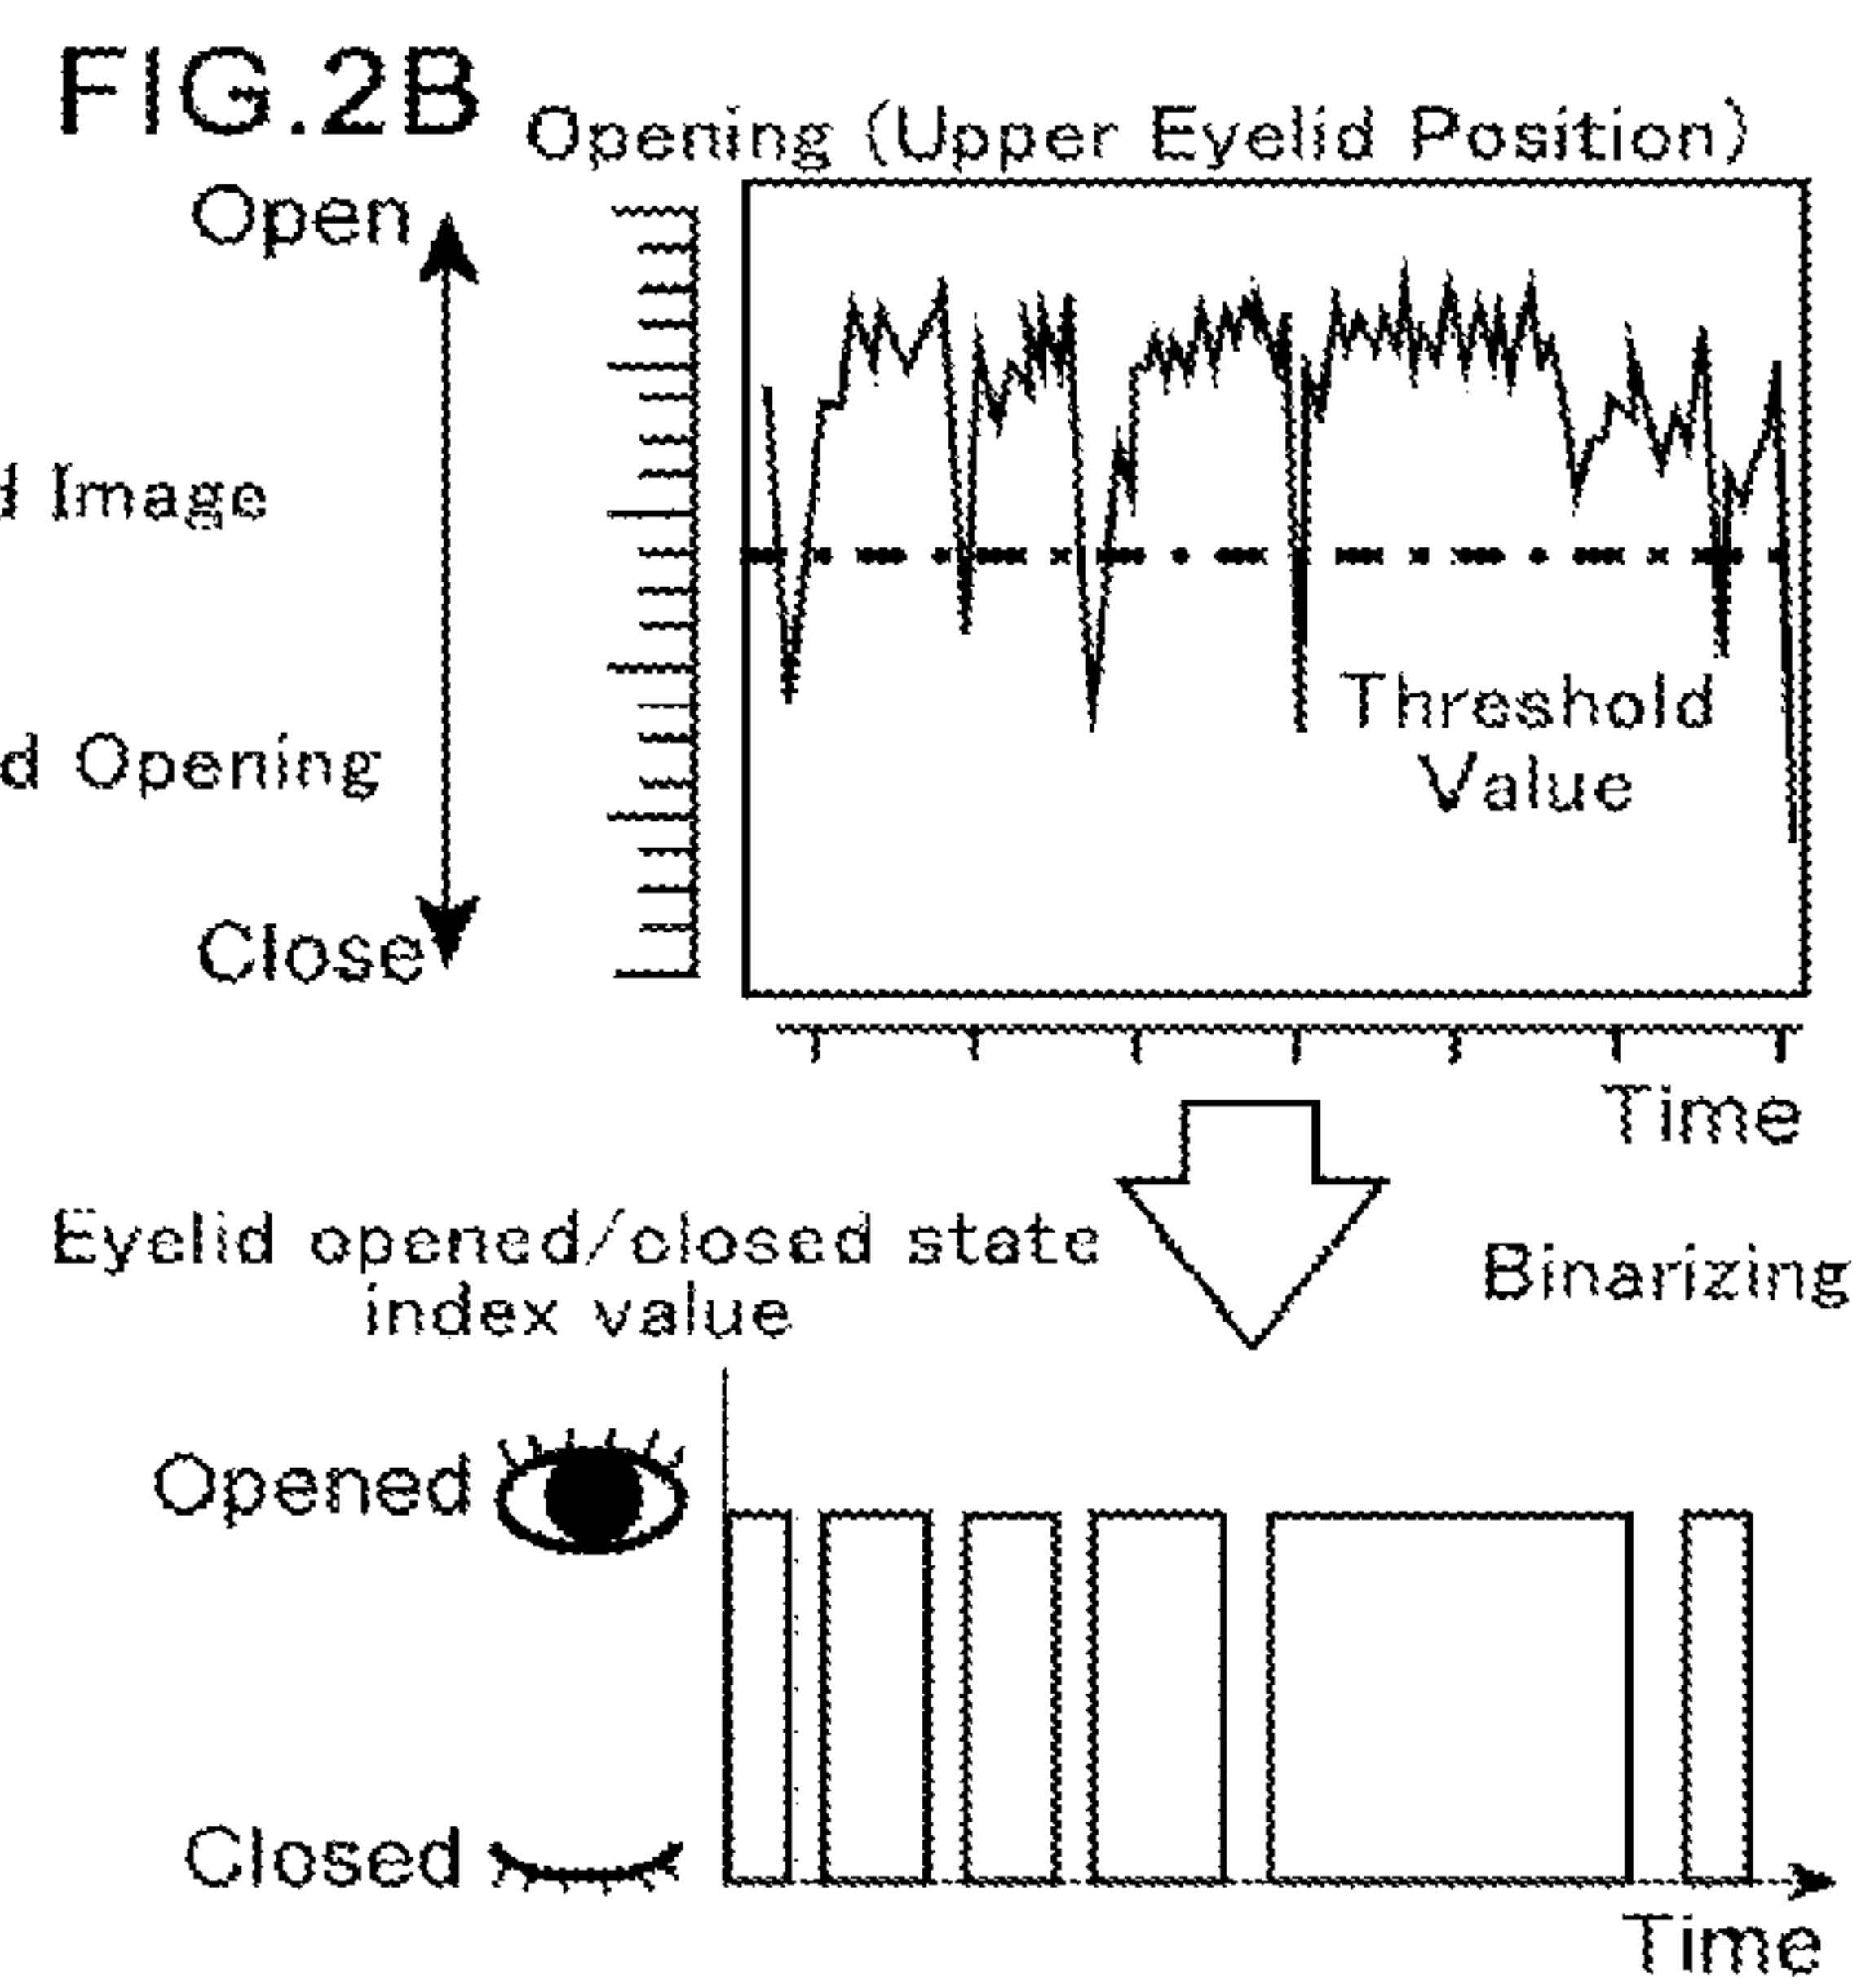 FIG.2B
Opening (Upper Eyelid Position)
Open
Image
Opening
Close
Threshold
Value
Time
Eyelid opened/closed state
index value
Binarizing
Opened
Closed
Time